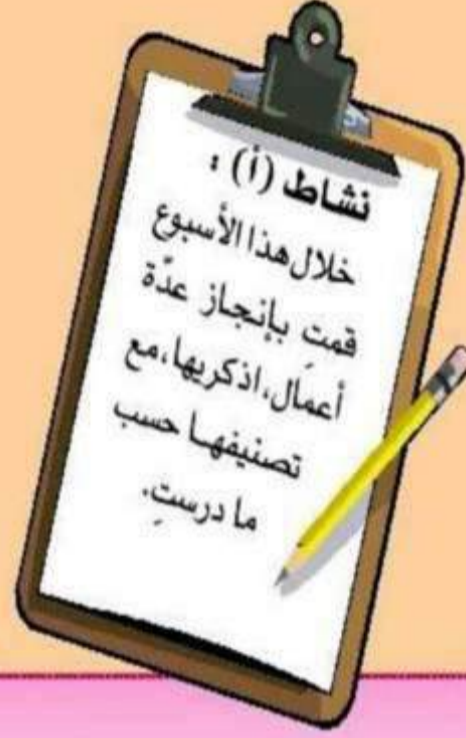 نشاط (أ) :
خلال هذا الأسبوع
قمتِ بإنجاز عدَّة
أعمال، اذكريها، مع
تصنيفها حسب
ما درستِ.